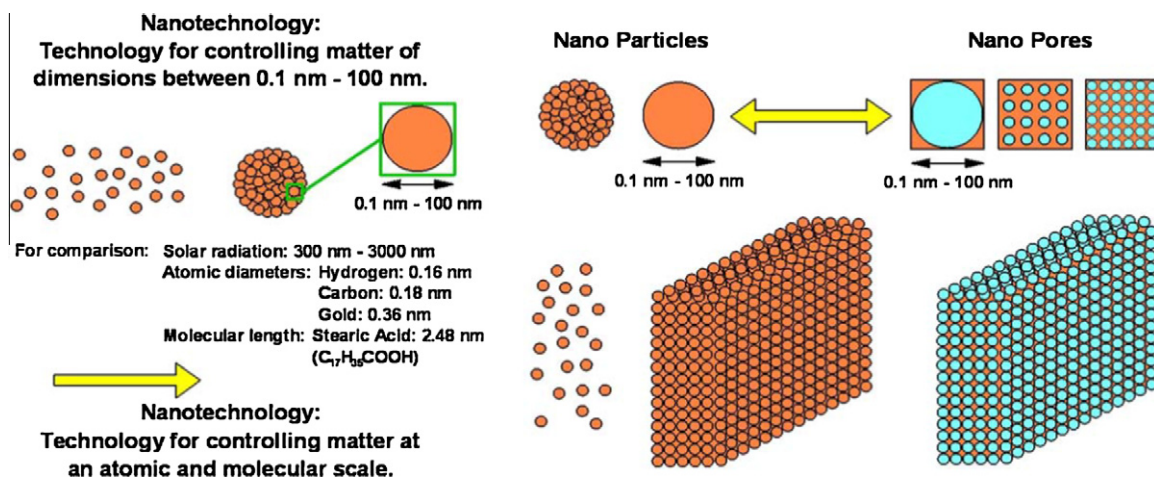 Nanotechnology:
Technology for controlling matter of
dimensions between 0.1 nm - 100 nm.
0.1 nm - 100 nm
For comparison: Solar radiation: 300 nm - 3000 nm
Atomic diameters: Hydrogen: 0.16 nm
Carbon: 0.18 nm
Gold: 0.36 nm
Molecular length: Stearic Acid: 2.48 nm
(C₁₇H₃₅COOH)
Nanotechnology:
Technology for controlling matter at
an atomic and molecular scale.
Nano Particles
Nano Pores
0.1 nm - 100 nm
0.1 nm - 100 nm